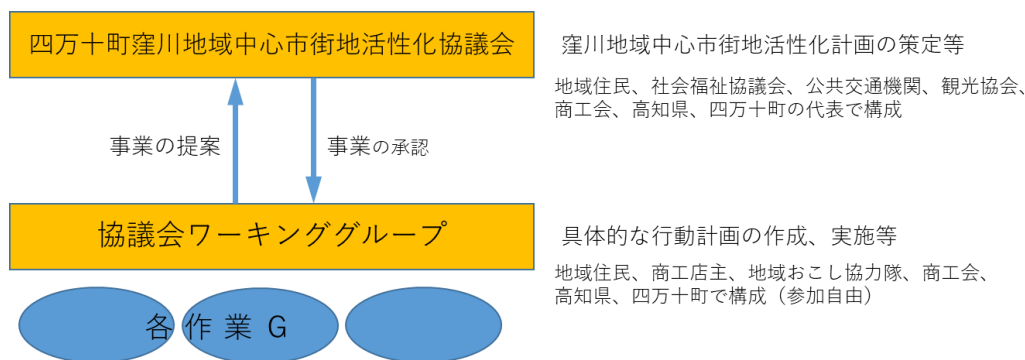 四万十町窪川地域中心市街地活性化協議会
窪川地域中心市街地活性化計画の策定等
地域住民、社会福祉協議会、公共交通機関、観光協会、
商工会、高知県、四万十町の代表で構成
事業の提案
事業の承認
協議会ワーキンググループ
具体的な行動計画の作成、実施等
地域住民、商工店主、地域おこし協力隊、商工会、
高知県、四万十町で構成（参加自由）
各 作 業 G